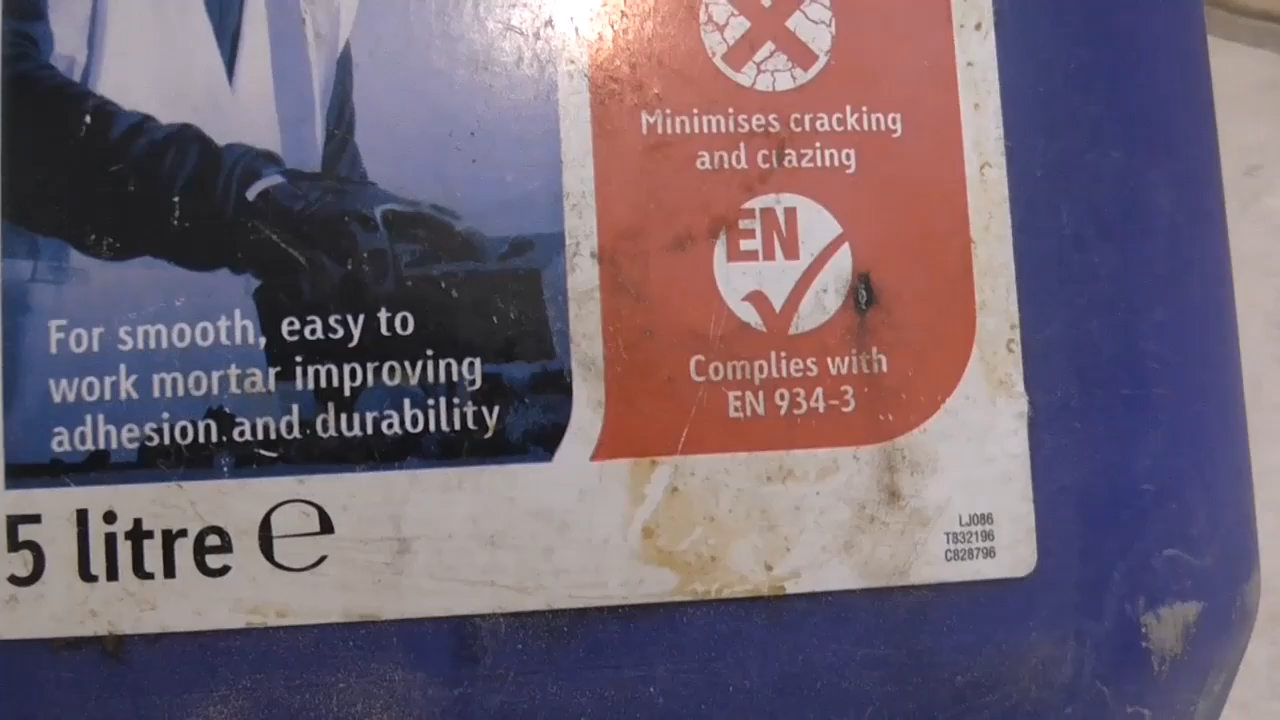 Minimises cracking
and crazing
EN
Complies with
EN 934-3
For smooth, easy to
work mortar improving
adhesion and durability
5 litre ℮
LJ086
T832196
C828796